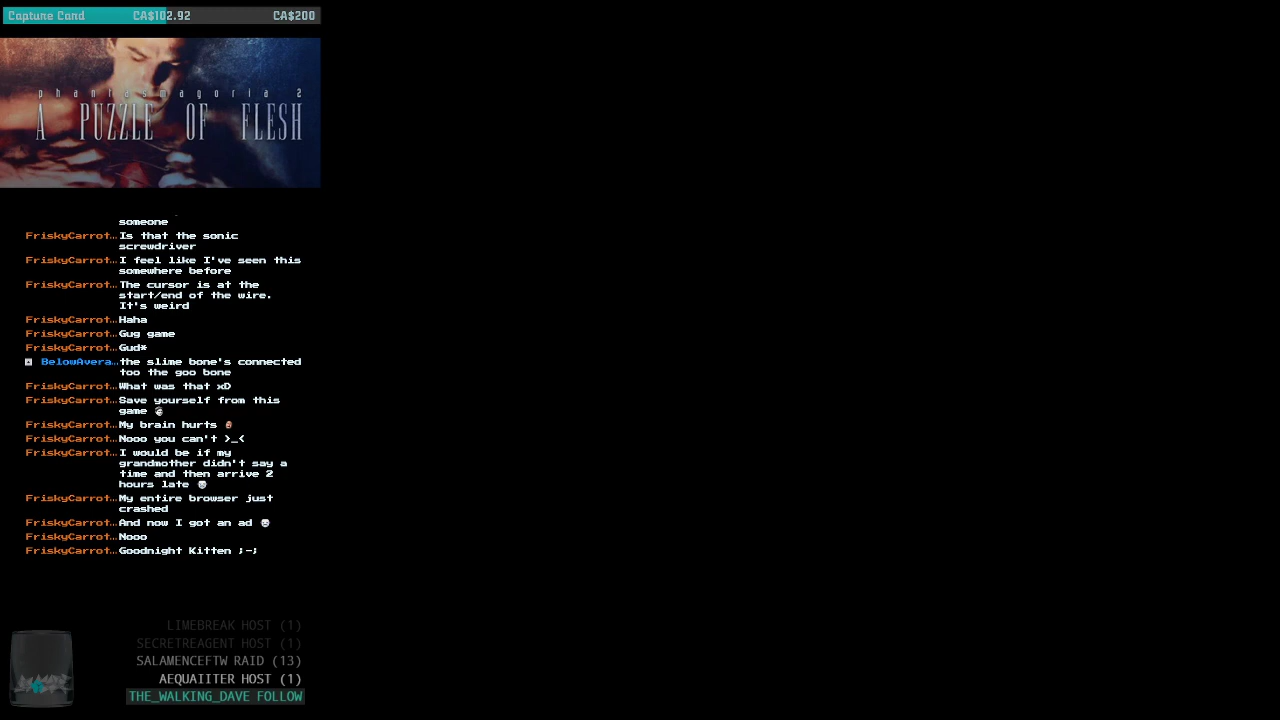 Capture Card CA$102.92 CA$200
phantasmagoria 2
A PUZZLE OF FLESH
someone
FriskyCarrot… Is that the sonic
screwdriver
FriskyCarrot… I feel like I've seen this
somewhere before
FriskyCarrot… The cursor is at the
start/end of the wire.
It's weird
FriskyCarrot… Haha
FriskyCarrot… Gug game
FriskyCarrot… Gud*
BelowAvera… the slime bone's connected
too the goo bone
FriskyCarrot… What was that xD
FriskyCarrot… Save yourself from this
game
FriskyCarrot… My brain hurts
FriskyCarrot… Nooo you can't >_<
FriskyCarrot… I would be if my
grandmother didn't say a
time and then arrive 2
hours late
FriskyCarrot… My entire browser just
crashed
FriskyCarrot… And now I got an ad
FriskyCarrot… Nooo
FriskyCarrot… Goodnight Kitten ;-;
LIMEBREAK HOST (1)
SECRETREAGENT HOST (1)
SALAMENCEFTW RAID (13)
AEQUAIITER HOST (1)
THE_WALKING_DAVE FOLLOW